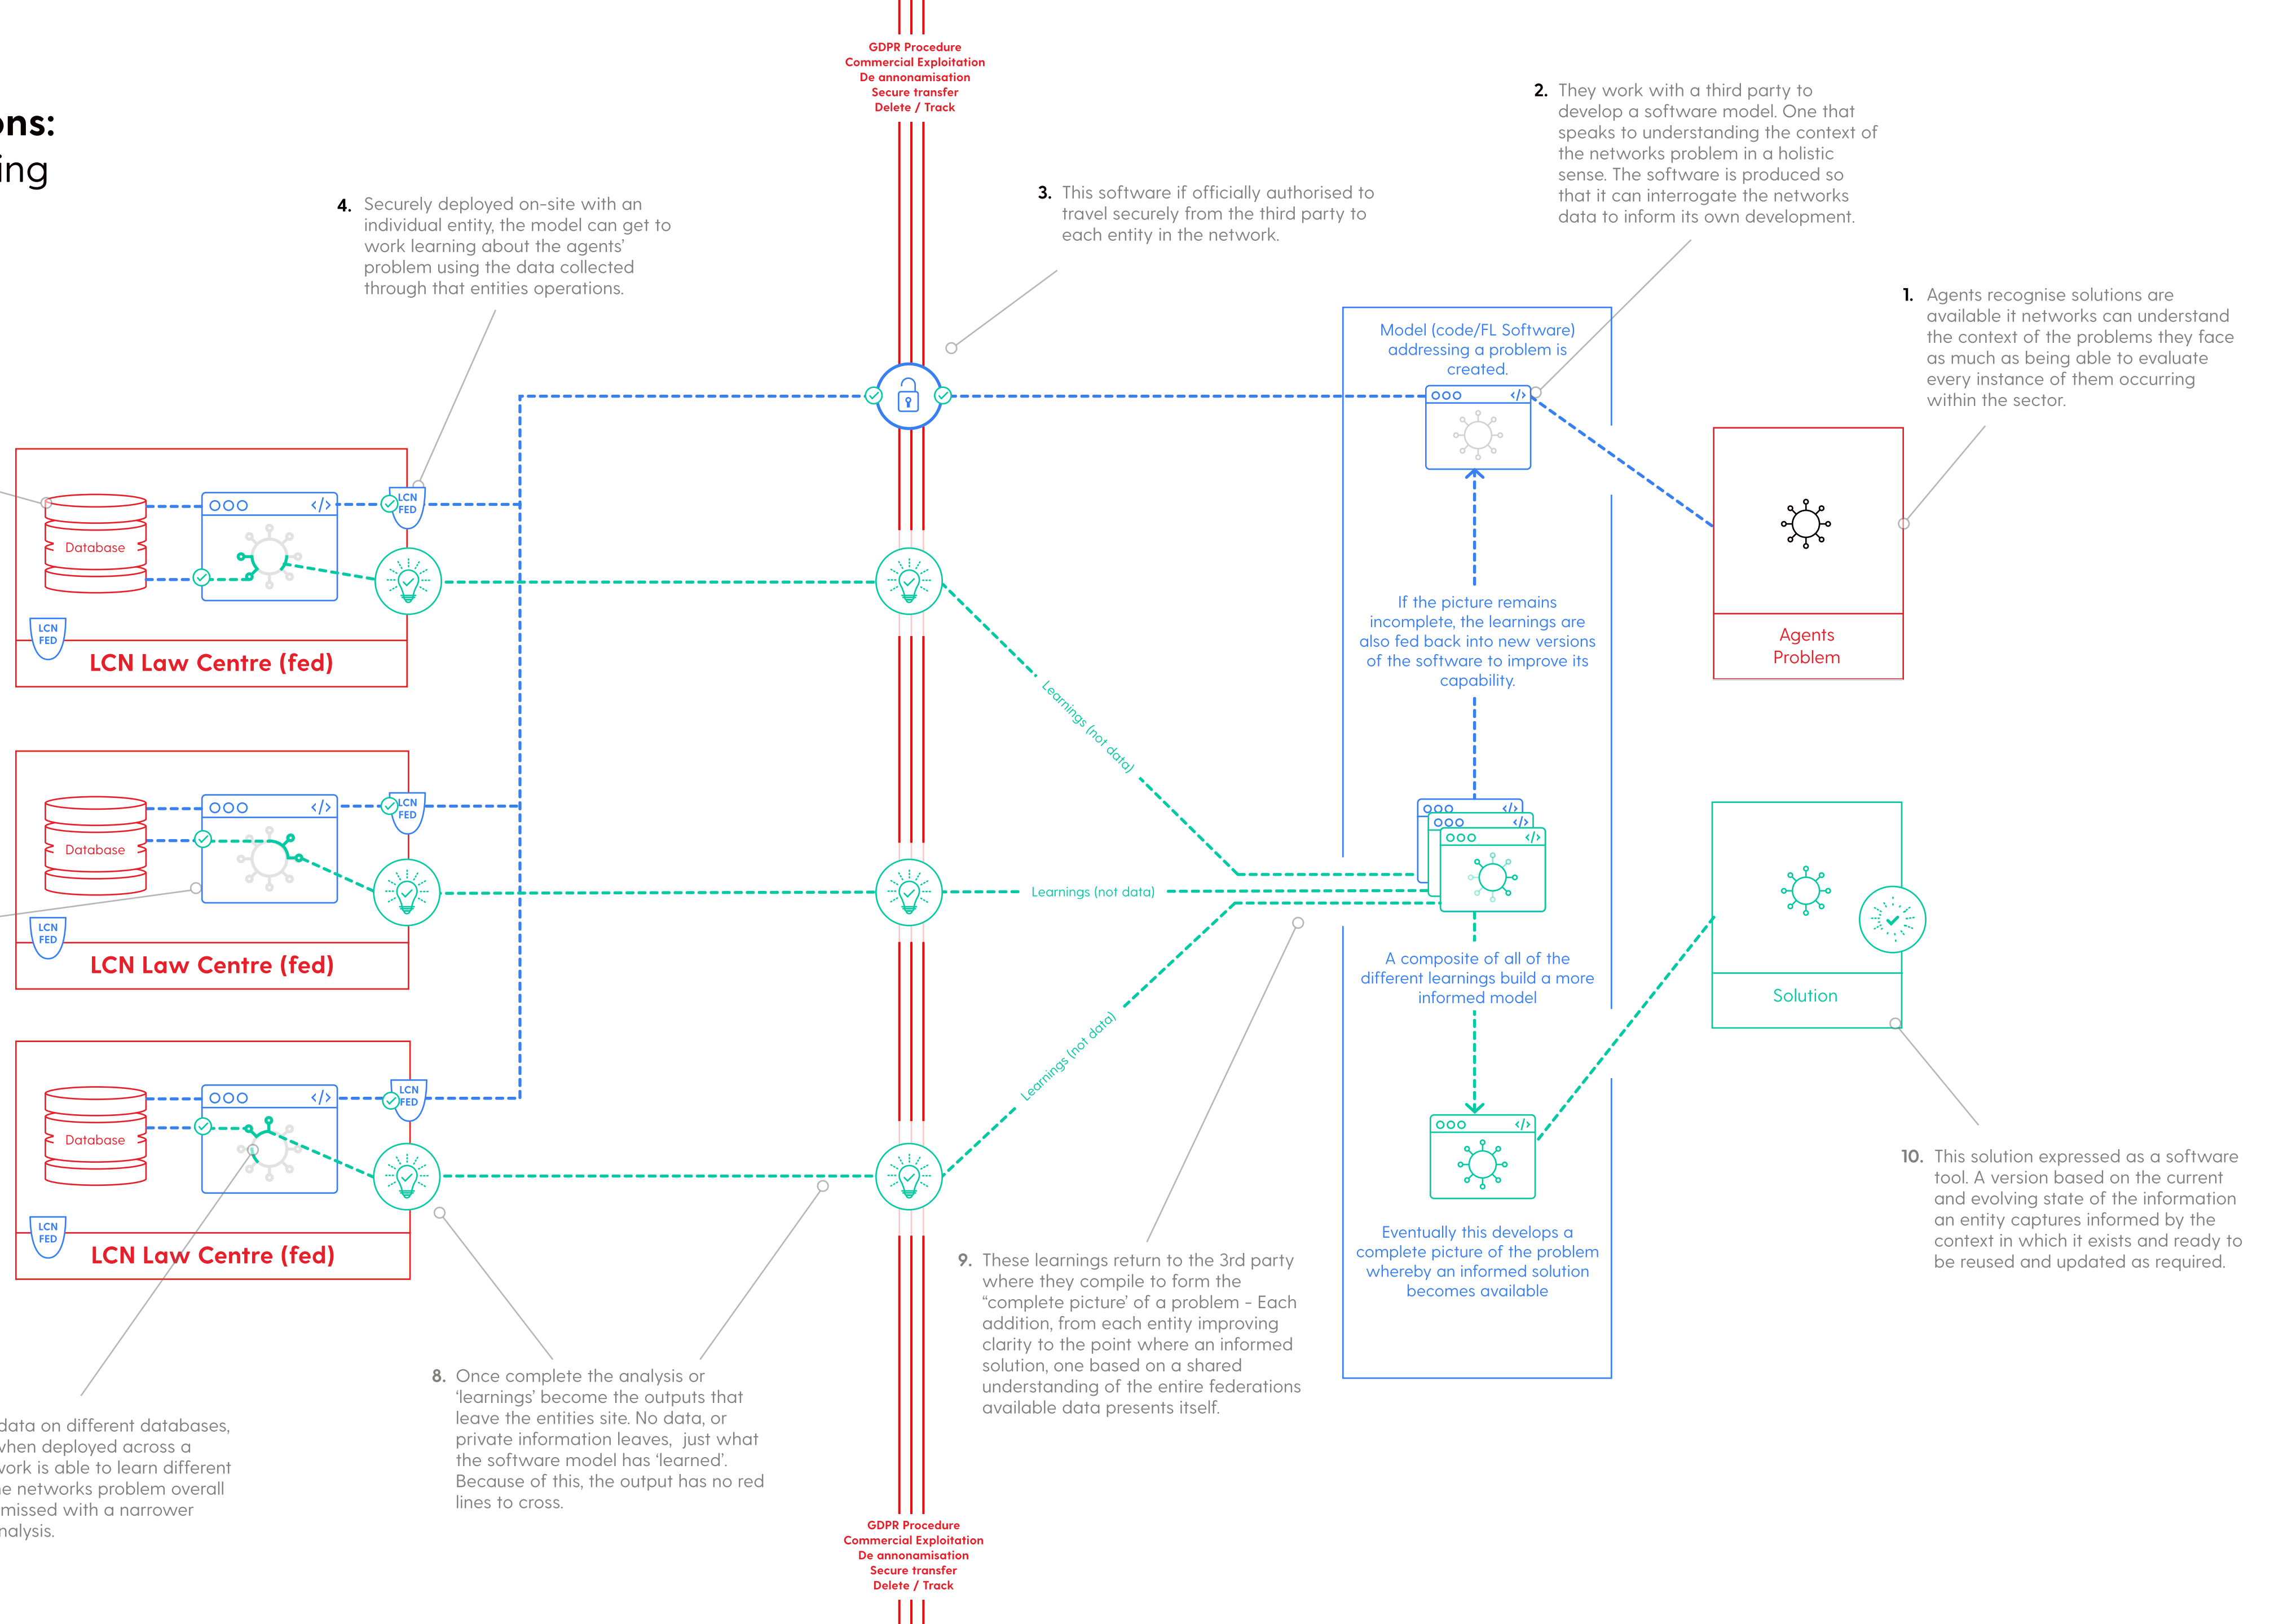 ons:
ing
GDPR Procedure
Commercial Exploitation
De annonamisation
Secure transfer
Delete / Track
4. Securely deployed on-site with an
individual entity, the model can get to
work learning about the agents’
problem using the data collected
through that entities operations.
3. This software if officially authorised to
travel securely from the third party to
each entity in the network.
2. They work with a third party to
develop a software model. One that
speaks to understanding the context of
the networks problem in a holistic
sense. The software is produced so
that it can interrogate the networks
data to inform its own development.
1. Agents recognise solutions are
available it networks can understand
the context of the problems they face
as much as being able to evaluate
every instance of them occurring
within the sector.
Model (code/FL Software)
addressing a problem is
created.
</>
If the picture remains
incomplete, the learnings are
also fed back into new versions
of the software to improve its
capability.
</>
</>
</>
A composite of all of the
different learnings build a more
informed model
</>
Eventually this develops a
complete picture of the problem
whereby an informed solution
becomes available
Agents
Problem
Solution
Database
</>
LCN
FED
LCN
FED
LCN Law Centre (fed)
Database
</>
LCN
FED
LCN
FED
LCN Law Centre (fed)
Database
</>
LCN
FED
LCN
FED
LCN Law Centre (fed)
Learnings (not data)
Learnings (not data)
Learnings (not data)
10. This solution expressed as a software
tool. A version based on the current
and evolving state of the information
an entity captures informed by the
context in which it exists and ready to
be reused and updated as required.
9. These learnings return to the 3rd party
where they compile to form the
“complete picture’ of a problem - Each
addition, from each entity improving
clarity to the point where an informed
solution, one based on a shared
understanding of the entire federations
available data presents itself.
8. Once complete the analysis or
‘learnings’ become the outputs that
leave the entities site. No data, or
private information leaves, just what
the software model has ‘learned’.
Because of this, the output has no red
lines to cross.
data on different databases,
when deployed across a
work is able to learn different
he networks problem overall
missed with a narrower
nalysis.
GDPR Procedure
Commercial Exploitation
De annonamisation
Secure transfer
Delete / Track